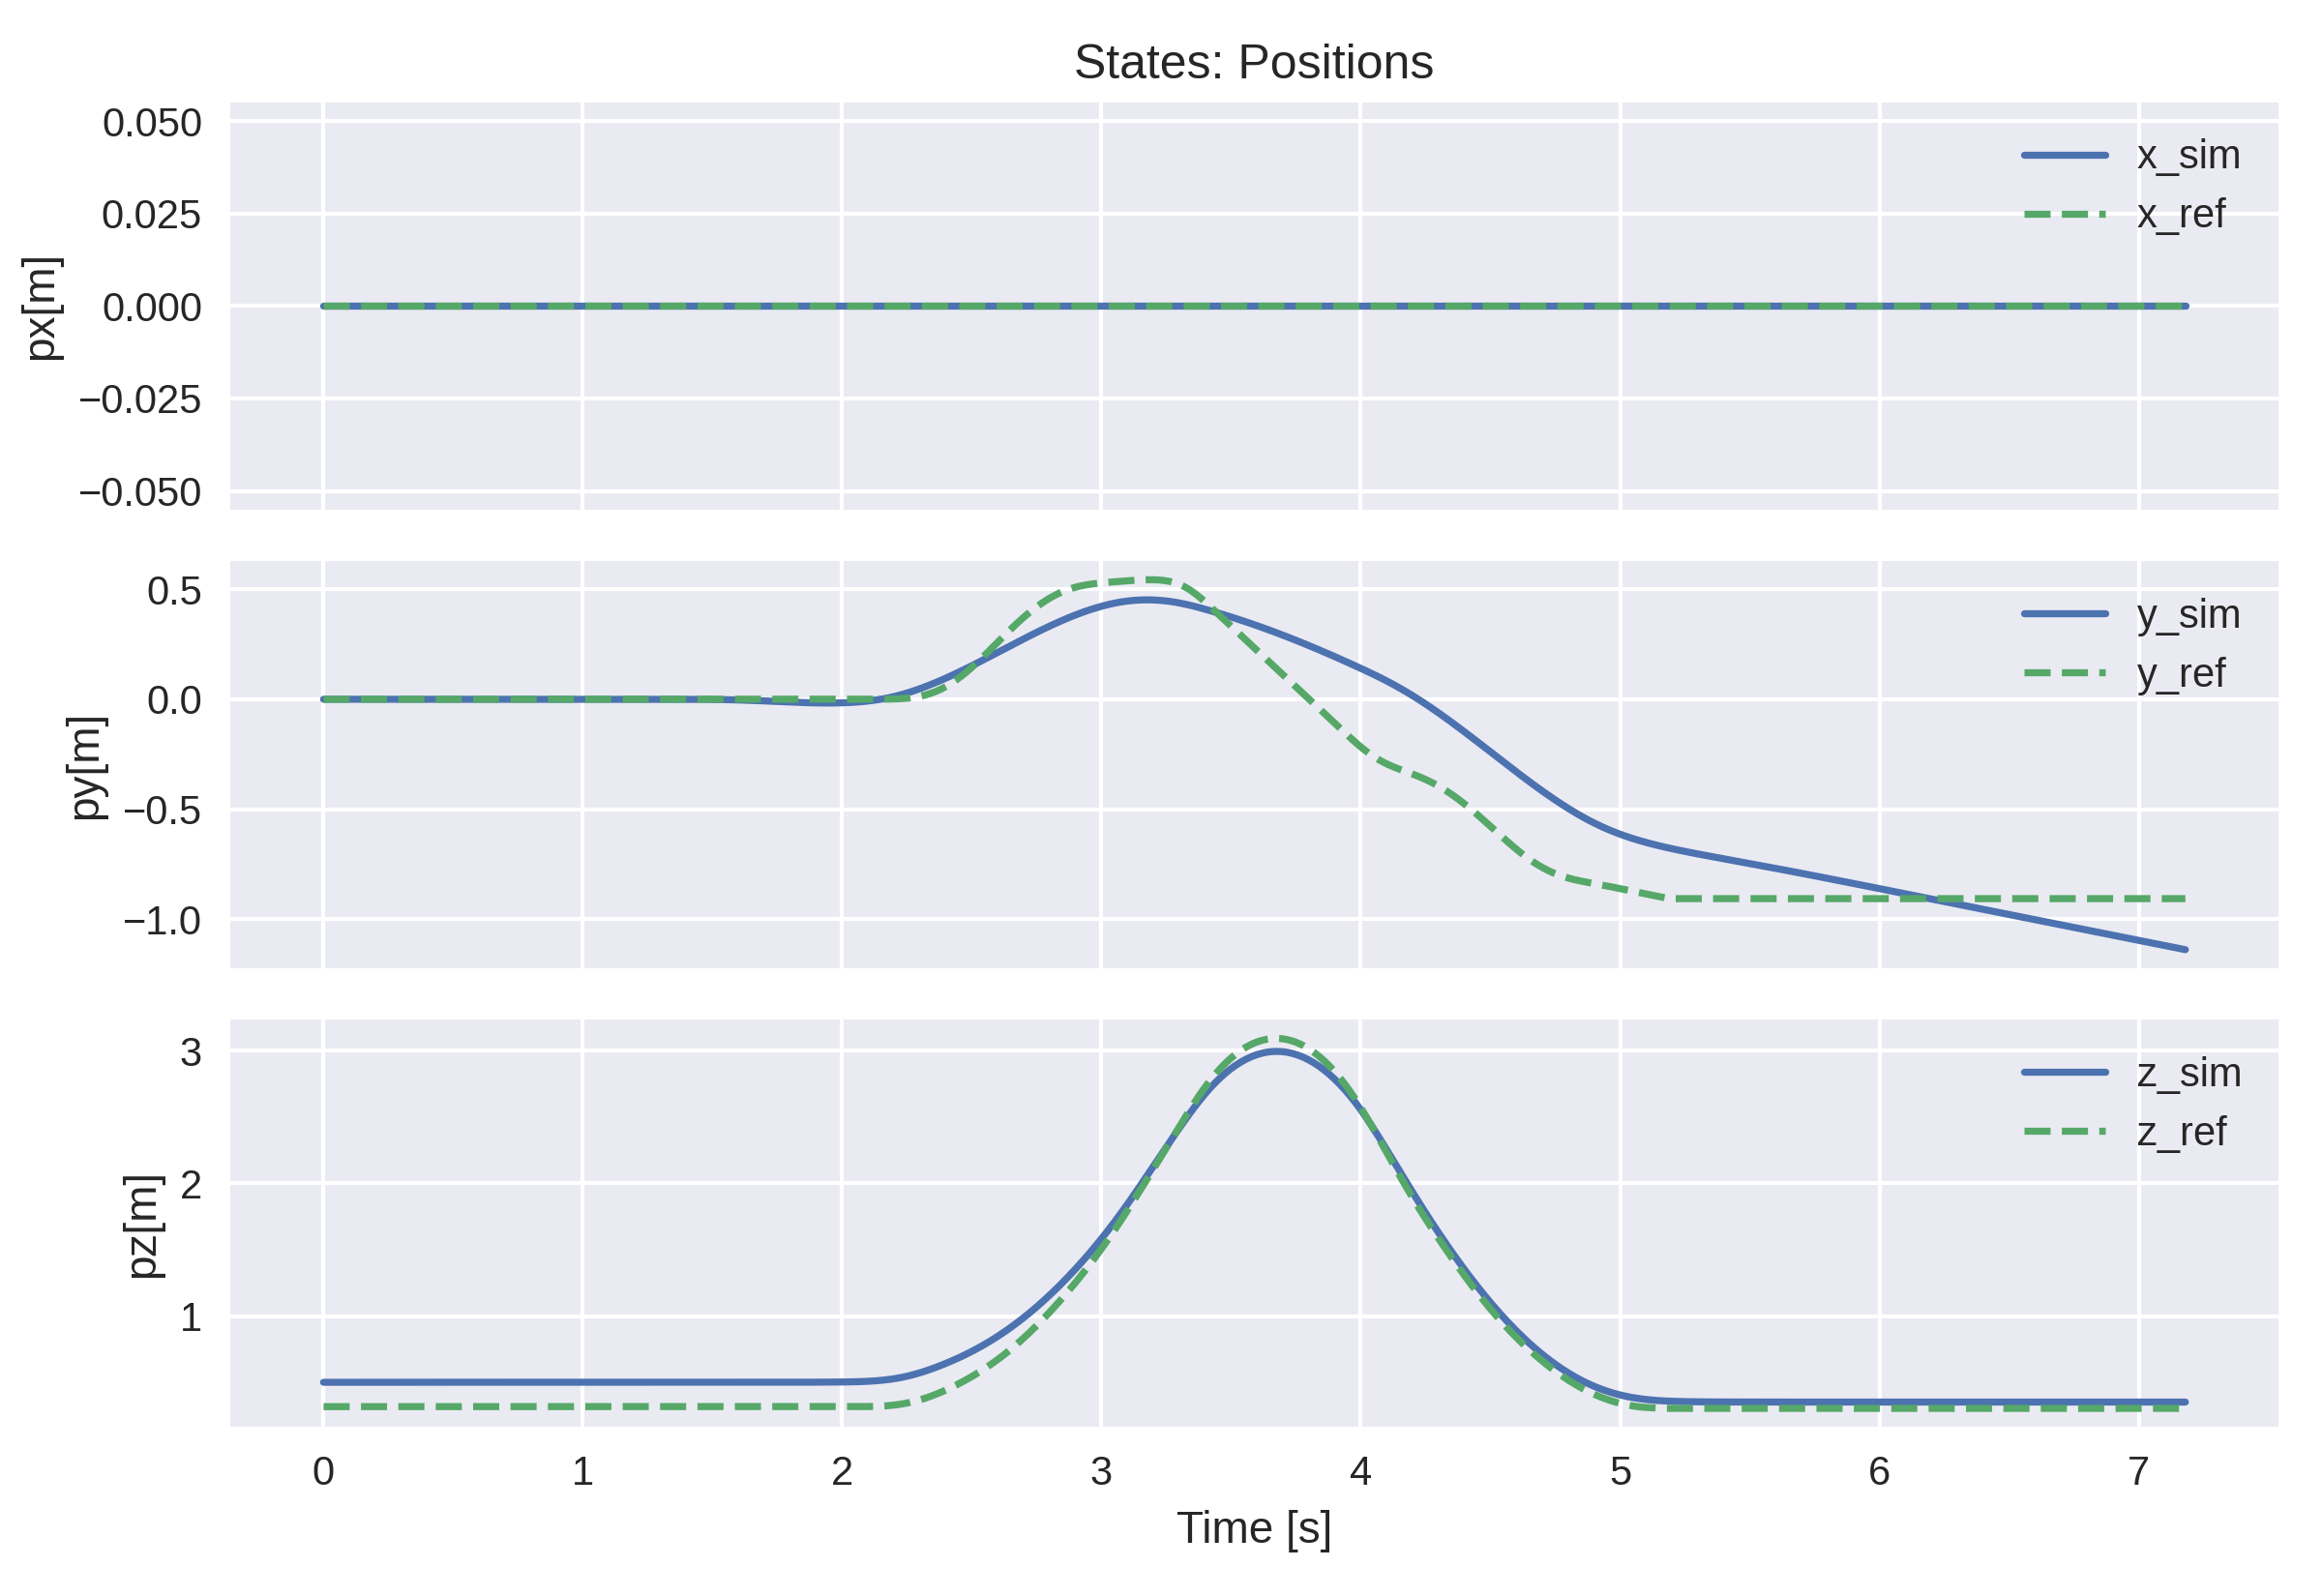 States: Positions
0.050
0.025
0.000
−0.025
−0.050
px[m]
x_sim
x_ref
0.5
0.0
−0.5
−1.0
py[m]
y_sim
y_ref
3
2
1
pz[m]
z_sim
z_ref
0 1 2 3 4 5 6 7
Time [s]